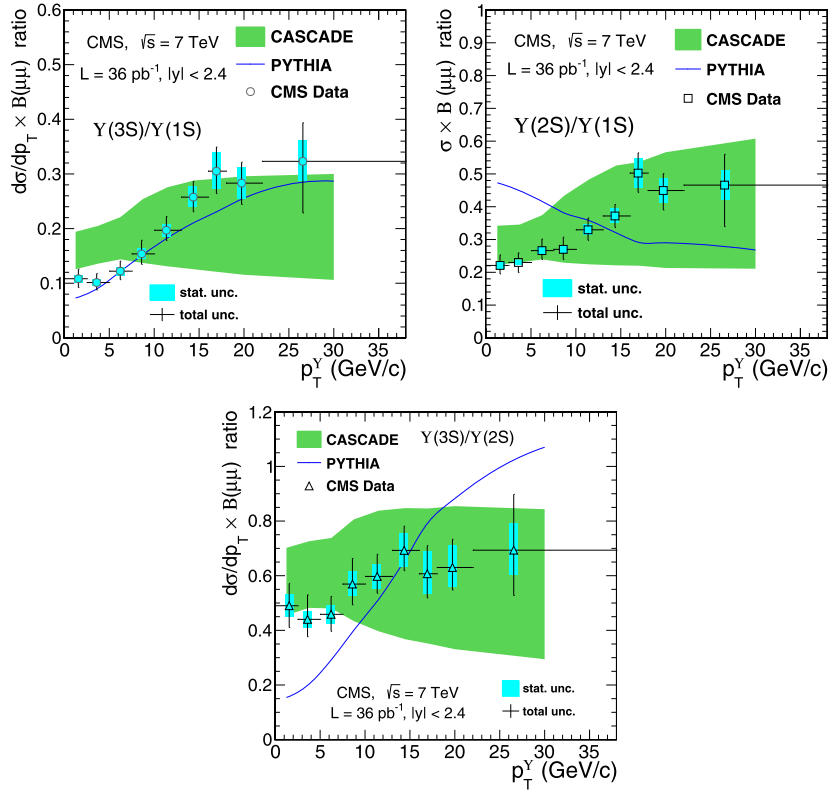 dσ/dp_T × B(μμ) ratio
0.6
0.5
0.4
0.3
0.2
0.1
0
CMS, √s = 7 TeV
L = 36 pb⁻¹, |y| < 2.4
CASCADE
PYTHIA
CMS Data
Υ(3S)/Υ(1S)
stat. unc.
total unc.
0 5 10 15 20 25 30 35
p_T^Υ (GeV/c)
σ × B(μμ) ratio
1
0.9
0.8
0.7
0.6
0.5
0.4
0.3
0.2
0.1
0
CMS, √s = 7 TeV
L = 36 pb⁻¹, |y| < 2.4
CASCADE
PYTHIA
CMS Data
Υ(2S)/Υ(1S)
stat. unc.
total unc.
0 5 10 15 20 25 30 35
p_T^Υ (GeV/c)
dσ/dp_T × B(μμ) ratio
1.2
1
0.8
0.6
0.4
0.2
0
CASCADE
PYTHIA
CMS Data
Υ(3S)/Υ(2S)
CMS, √s = 7 TeV
L = 36 pb⁻¹, |y| < 2.4
stat. unc.
total unc.
0 5 10 15 20 25 30 35
p_T^Υ (GeV/c)